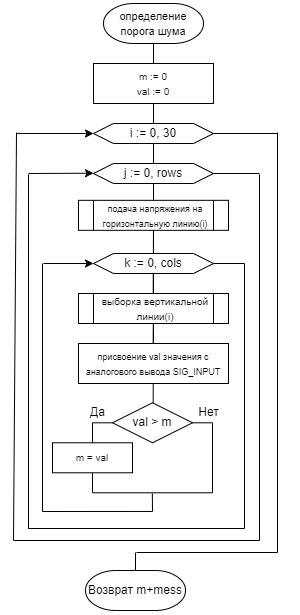 определение
порога шума
m := 0
val := 0
i := 0, 30
j := 0, rows
подача напряжения на
горизонтальную линию(i)
k := 0, cols
выборка вертикальной
линии(i)
присвоение val значения с
аналогового вывода SIG_INPUT
Да
Нет
val > m
m = val
Возврат m+mess